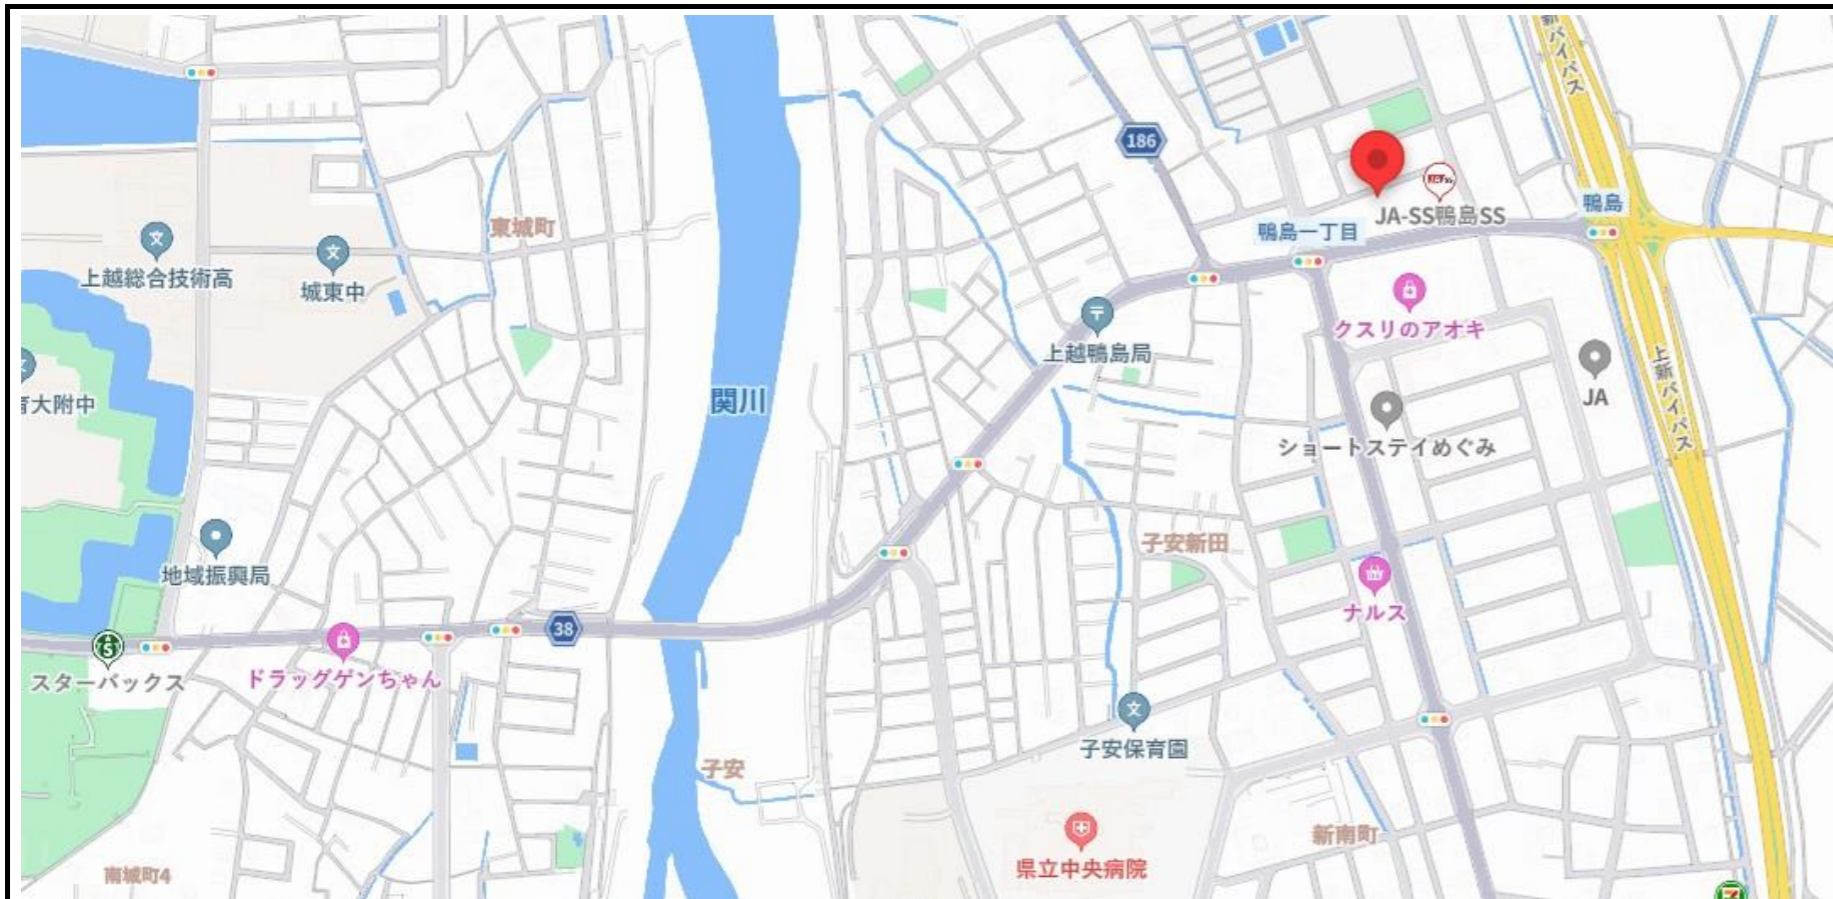 新バイパス
186
東城町
鴨島
JA-SS鴨島SS
鴨島一丁目
上越総合技術高
城東中
クスリのアオキ
上越鴨島局
上新バイパス
JA
関川
育大附中
ショートステイめぐみ
子安新田
地域振興局
ナルス
38
スターバックス
ドラッグゲンちゃん
子安保育園
子安
新南町
県立中央病院
南城町4